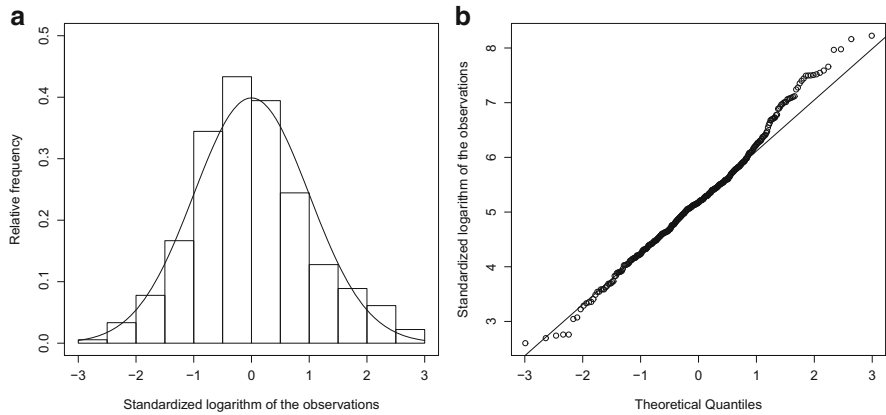 a
Relative frequency
0.5
0.4
0.3
0.2
0.1
0.0
−3 −2 −1 0 1 2 3
Standardized logarithm of the observations
b
Standardized logarithm of the observations
8
7
6
5
4
3
−3 −2 −1 0 1 2 3
Theoretical Quantiles